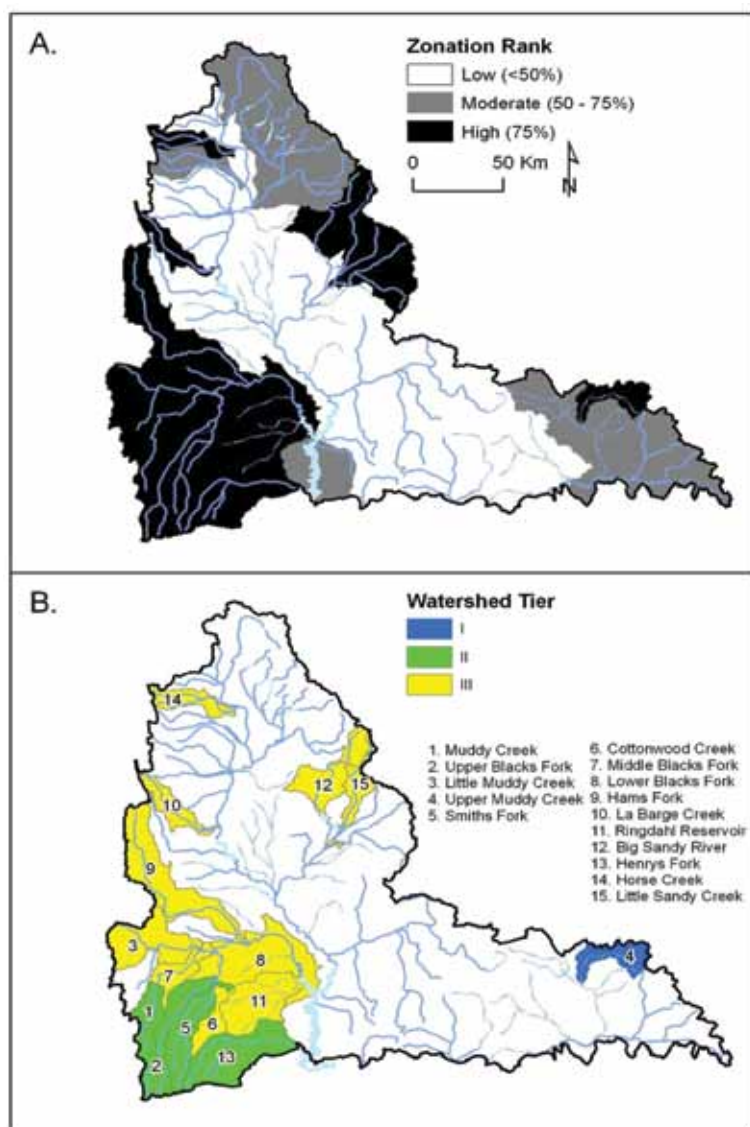 A.
Zonation Rank
Low (<50%)
Moderate (50 - 75%)
High (75%)
0 50 Km
N
B.
Watershed Tier
I
II
III
1. Muddy Creek
2. Upper Blacks Fork
3. Little Muddy Creek
4. Upper Muddy Creek
5. Smiths Fork
6. Cottonwood Creek
7. Middle Blacks Fork
8. Lower Blacks Fork
9. Hams Fork
10. La Barge Creek
11. Ringdahl Reservoir
12. Big Sandy River
13. Henrys Fork
14. Horse Creek
15. Little Sandy Creek
14
12
15
10
9
3
8
7
4
11
1
5
6
13
2